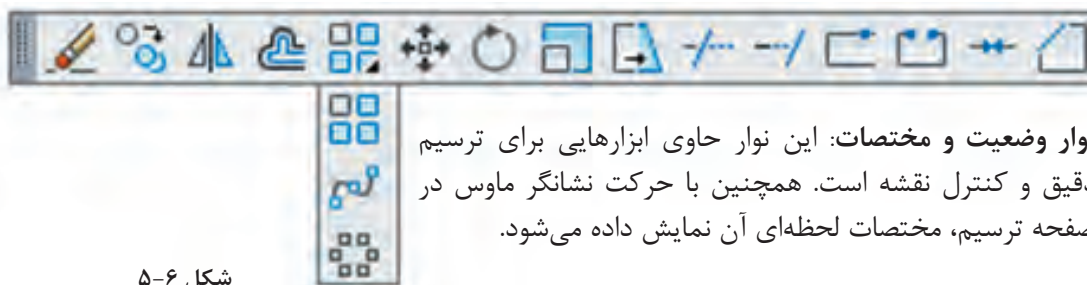 وار وضعیت و مختصات: این نوار حاوی ابزارهایی برای ترسیم
دقیق و کنترل نقشه است. همچنین با حرکت نشانگر ماوس در
صفحه ترسیم، مختصات لحظه‌ای آن نمایش داده می‌شود.
شکل ۶-۵